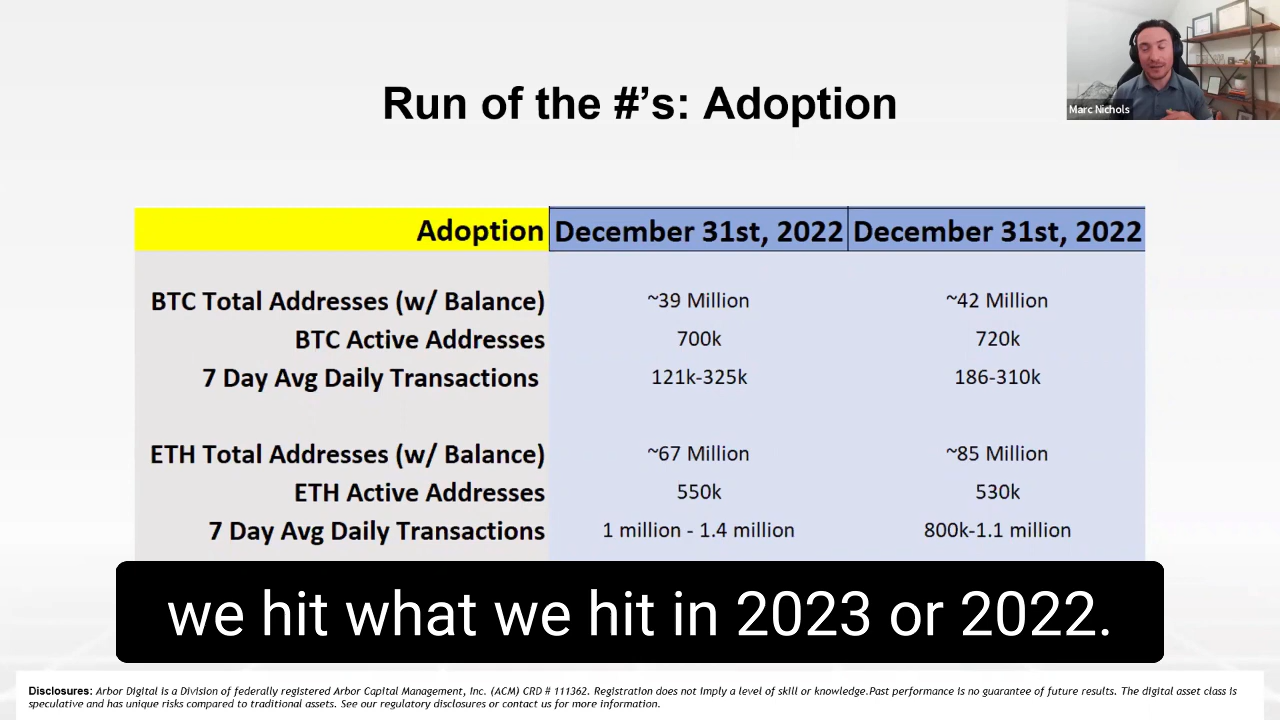 Marc Nichols
Run of the #’s: Adoption
Adoption December 31st, 2022 December 31st, 2022
BTC Total Addresses (w/ Balance) ~39 Million ~42 Million
BTC Active Addresses 700k 720k
7 Day Avg Daily Transactions 121k-325k 186-310k
ETH Total Addresses (w/ Balance) ~67 Million ~85 Million
ETH Active Addresses 550k 530k
7 Day Avg Daily Transactions 1 million - 1.4 million 800k-1.1 million
we hit what we hit in 2023 or 2022.
Disclosures: Arbor Digital is a Division of federally registered Arbor Capital Management, Inc. (ACM) CRD # 111362. Registration does not imply a level of skill or knowledge.Past performance is no guarantee of future results. The digital asset class is
speculative and has unique risks compared to traditional assets. See our regulatory disclosures or contact us for more information.